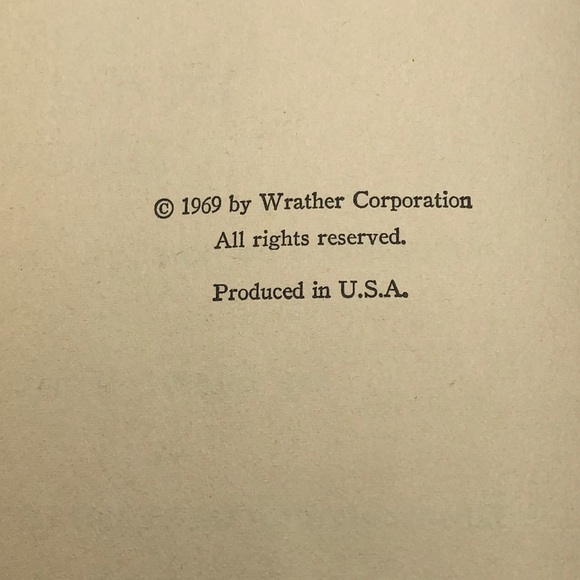 © 1969 by Wrather Corporation
All rights reserved.
Produced in U.S.A.